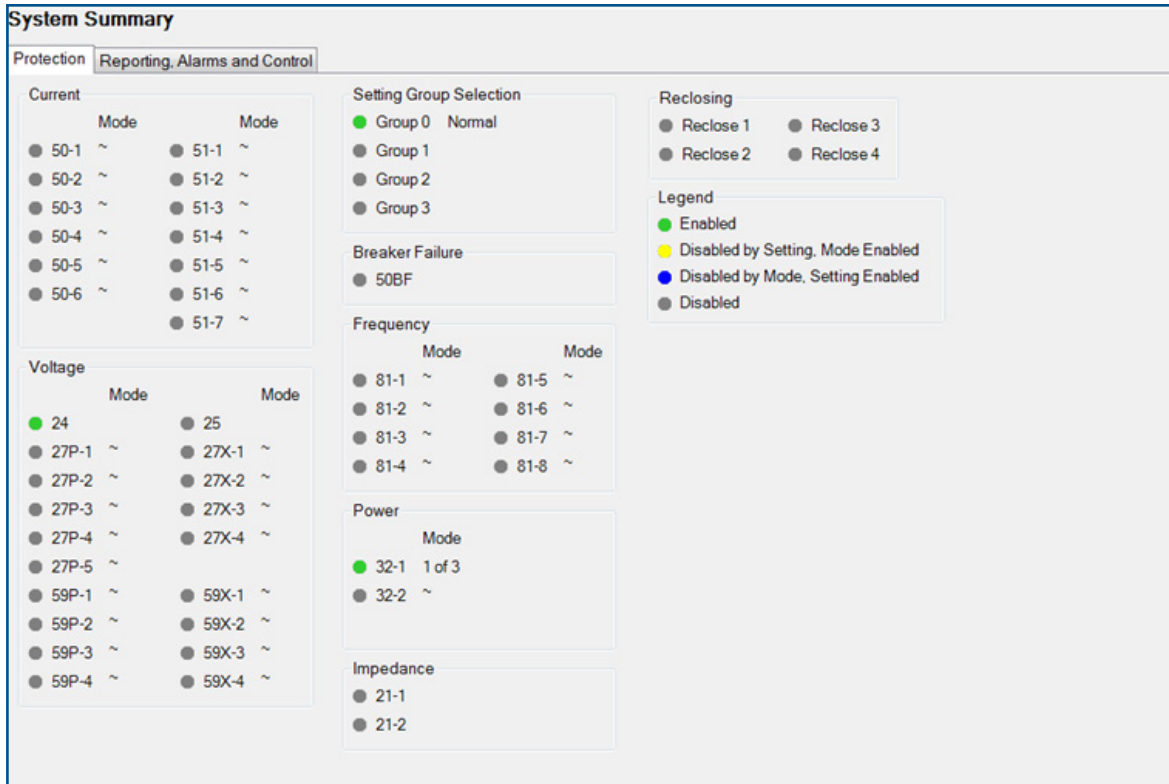 System Summary
Protection Reporting, Alarms and Control
Current
Mode Mode
50-1 ~ 51-1 ~
50-2 ~ 51-2 ~
50-3 ~ 51-3 ~
50-4 ~ 51-4 ~
50-5 ~ 51-5 ~
50-6 ~ 51-6 ~
51-7 ~
Voltage
Mode Mode
24 25
27P-1 ~ 27X-1 ~
27P-2 ~ 27X-2 ~
27P-3 ~ 27X-3 ~
27P-4 ~ 27X-4 ~
27P-5 ~
59P-1 ~ 59X-1 ~
59P-2 ~ 59X-2 ~
59P-3 ~ 59X-3 ~
59P-4 ~ 59X-4 ~
Setting Group Selection
Group 0 Normal
Group 1
Group 2
Group 3
Breaker Failure
50BF
Frequency
Mode Mode
81-1 ~ 81-5 ~
81-2 ~ 81-6 ~
81-3 ~ 81-7 ~
81-4 ~ 81-8 ~
Power
Mode
32-1 1 of 3
32-2 ~
Impedance
21-1
21-2
Reclosing
Reclose 1 Reclose 3
Reclose 2 Reclose 4
Legend
Enabled
Disabled by Setting, Mode Enabled
Disabled by Mode, Setting Enabled
Disabled